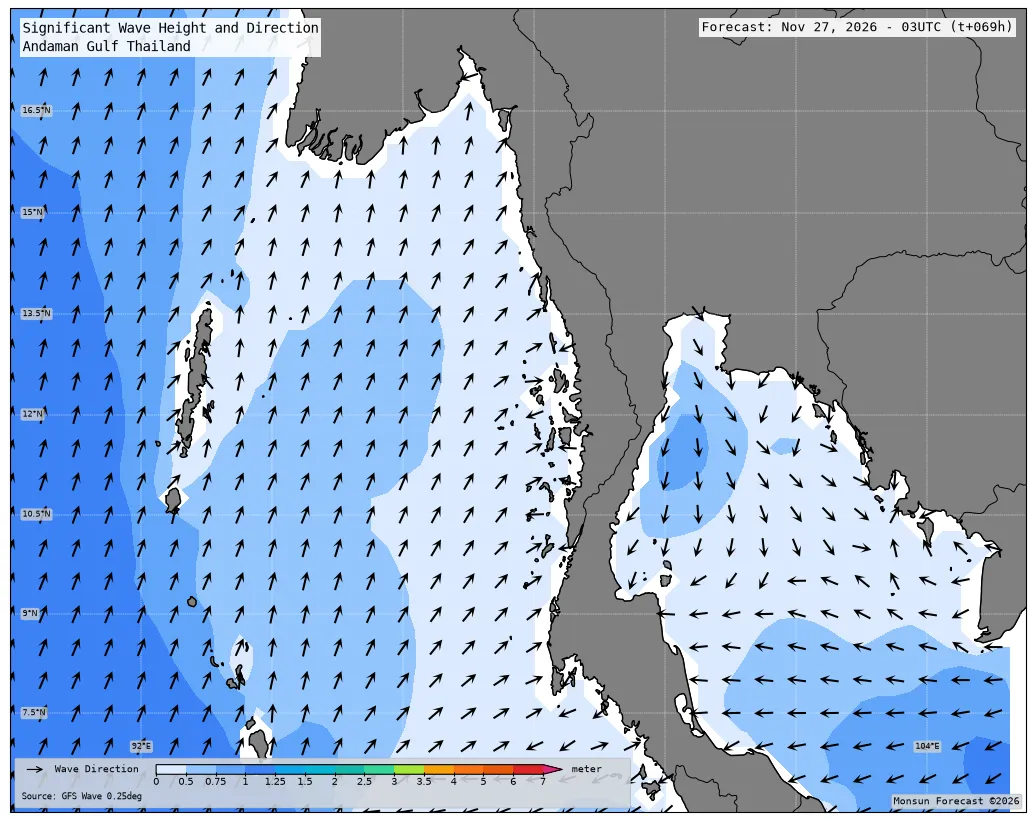 Significant Wave Height and Direction
Andaman Gulf Thailand
Forecast: Nov 27, 2026 - 03UTC (t+069h)
16.5°N
15°N
13.5°N
12°N
10.5°N
9°N
7.5°N
92°E
104°E
Wave Direction
0 0.5 0.75 1 1.25 1.5 2 2.5 3 3.5 4 5 6 7
meter
Source: GFS Wave 0.25deg
Monsun Forecast ©2026